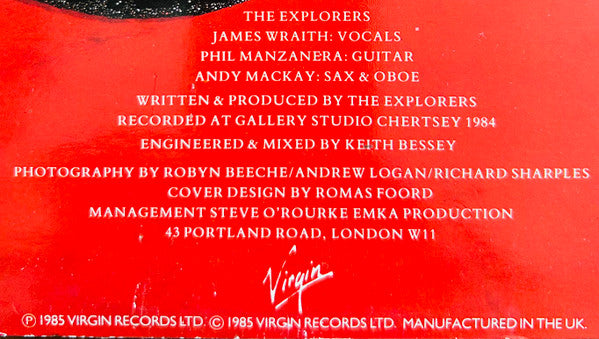 THE EXPLORERS
JAMES WRAITH: VOCALS
PHIL MANZANERA: GUITAR
ANDY MACKAY: SAX & OBOE
WRITTEN & PRODUCED BY THE EXPLORERS
RECORDED AT GALLERY STUDIO CHERTSEY 1984
ENGINEERED & MIXED BY KEITH BESSEY
PHOTOGRAPHY BY ROBYN BEECHE/ANDREW LOGAN/RICHARD SHARPLES
COVER DESIGN BY ROMAS FOORD
MANAGEMENT STEVE O'ROURKE EMKA PRODUCTION
43 PORTLAND ROAD, LONDON W11
Virgin
℗ 1985 VIRGIN RECORDS LTD. © 1985 VIRGIN RECORDS LTD. MANUFACTURED IN THE UK.